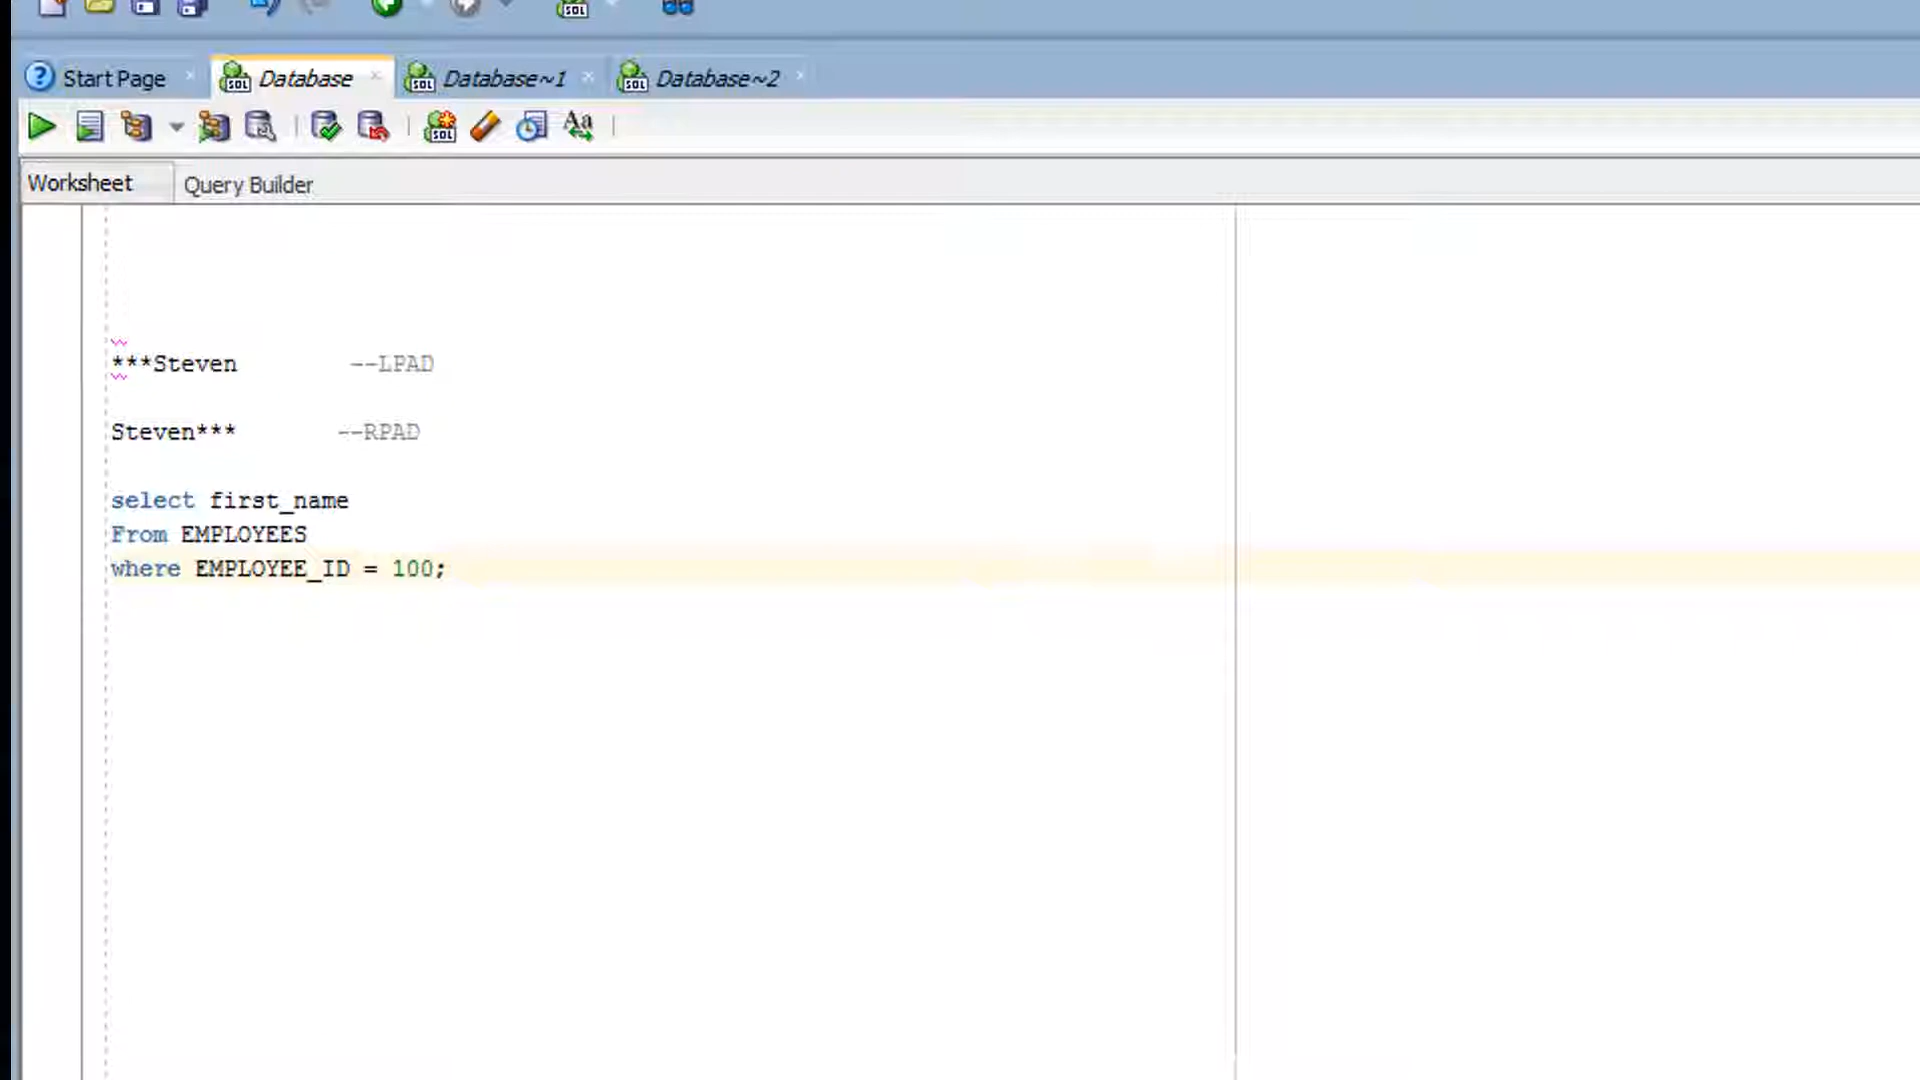 Start Page
Database
Database~1
Database~2
Worksheet
Query Builder
***Steven --LPAD
Steven*** --RPAD
select first_name
From EMPLOYEES
where EMPLOYEE_ID = 100;